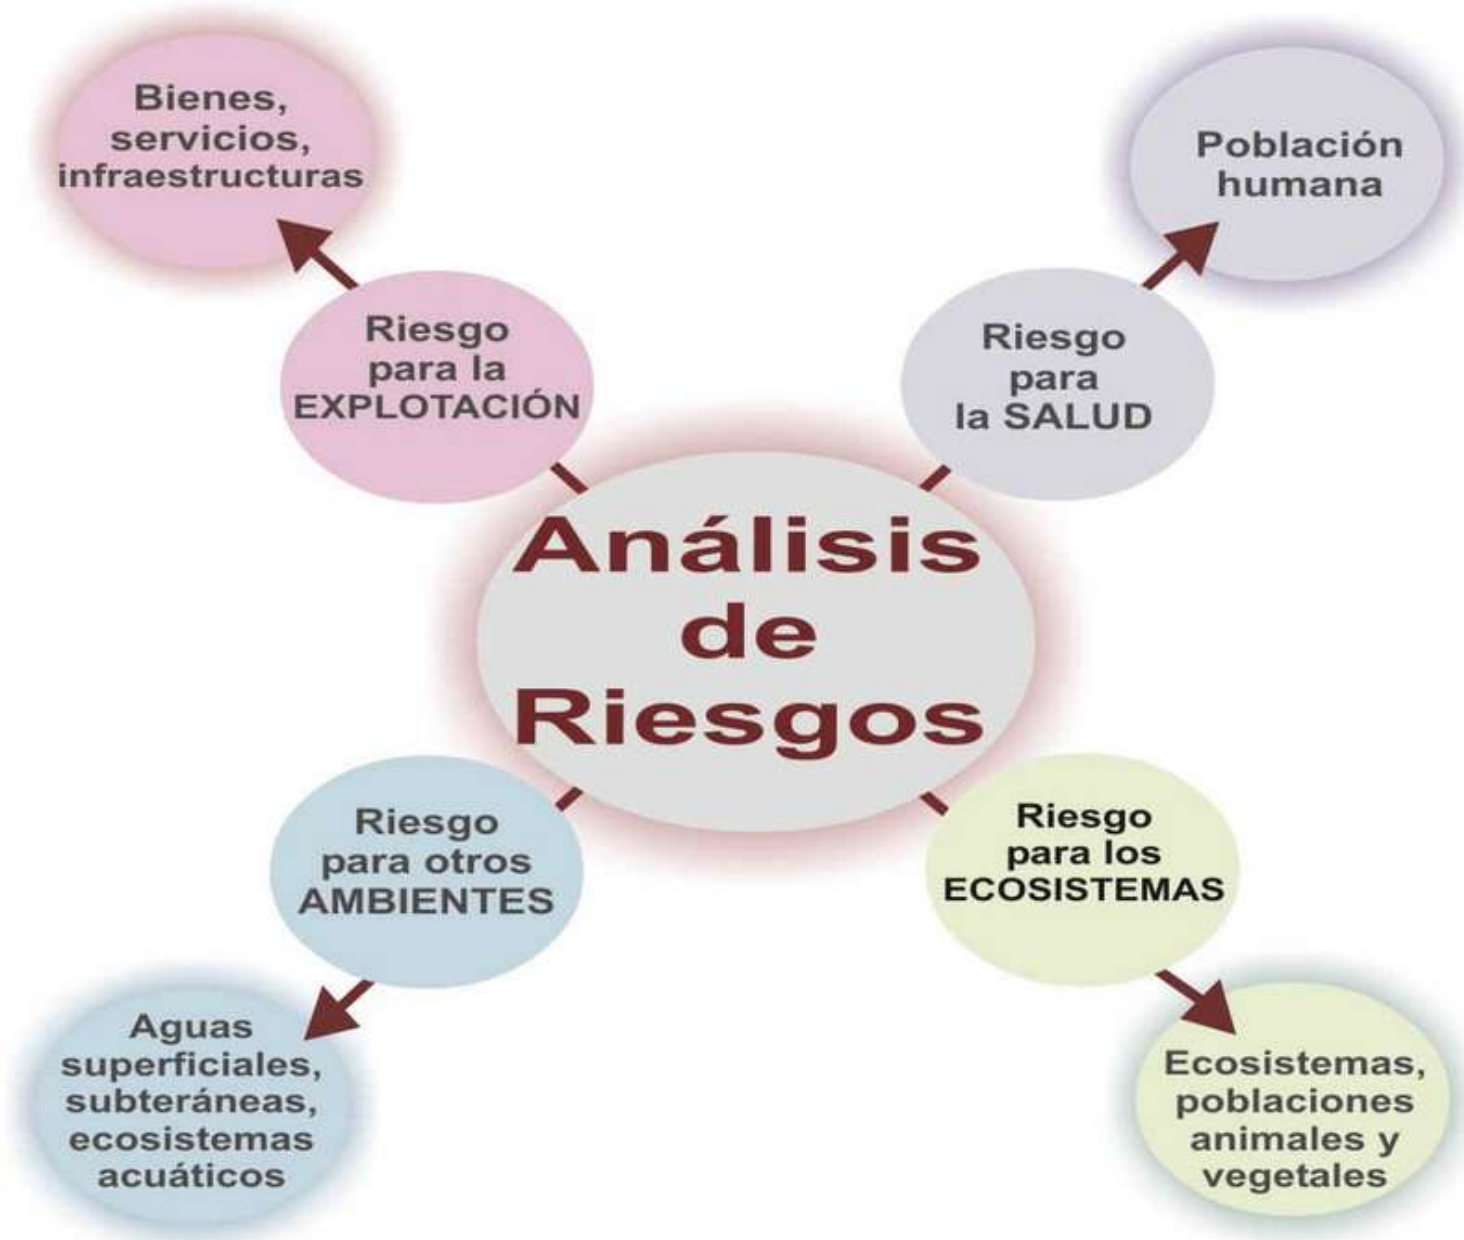 Bienes,
servicios,
infraestructuras
Población
humana
Riesgo
para la
EXPLOTACIÓN
Riesgo
para
la SALUD
Análisis
de
Riesgos
Riesgo
para otros
AMBIENTES
Riesgo
para los
ECOSISTEMAS
Aguas
superficiales,
subteráneas,
ecosistemas
acuáticos
Ecosistemas,
poblaciones
animales y
vegetales